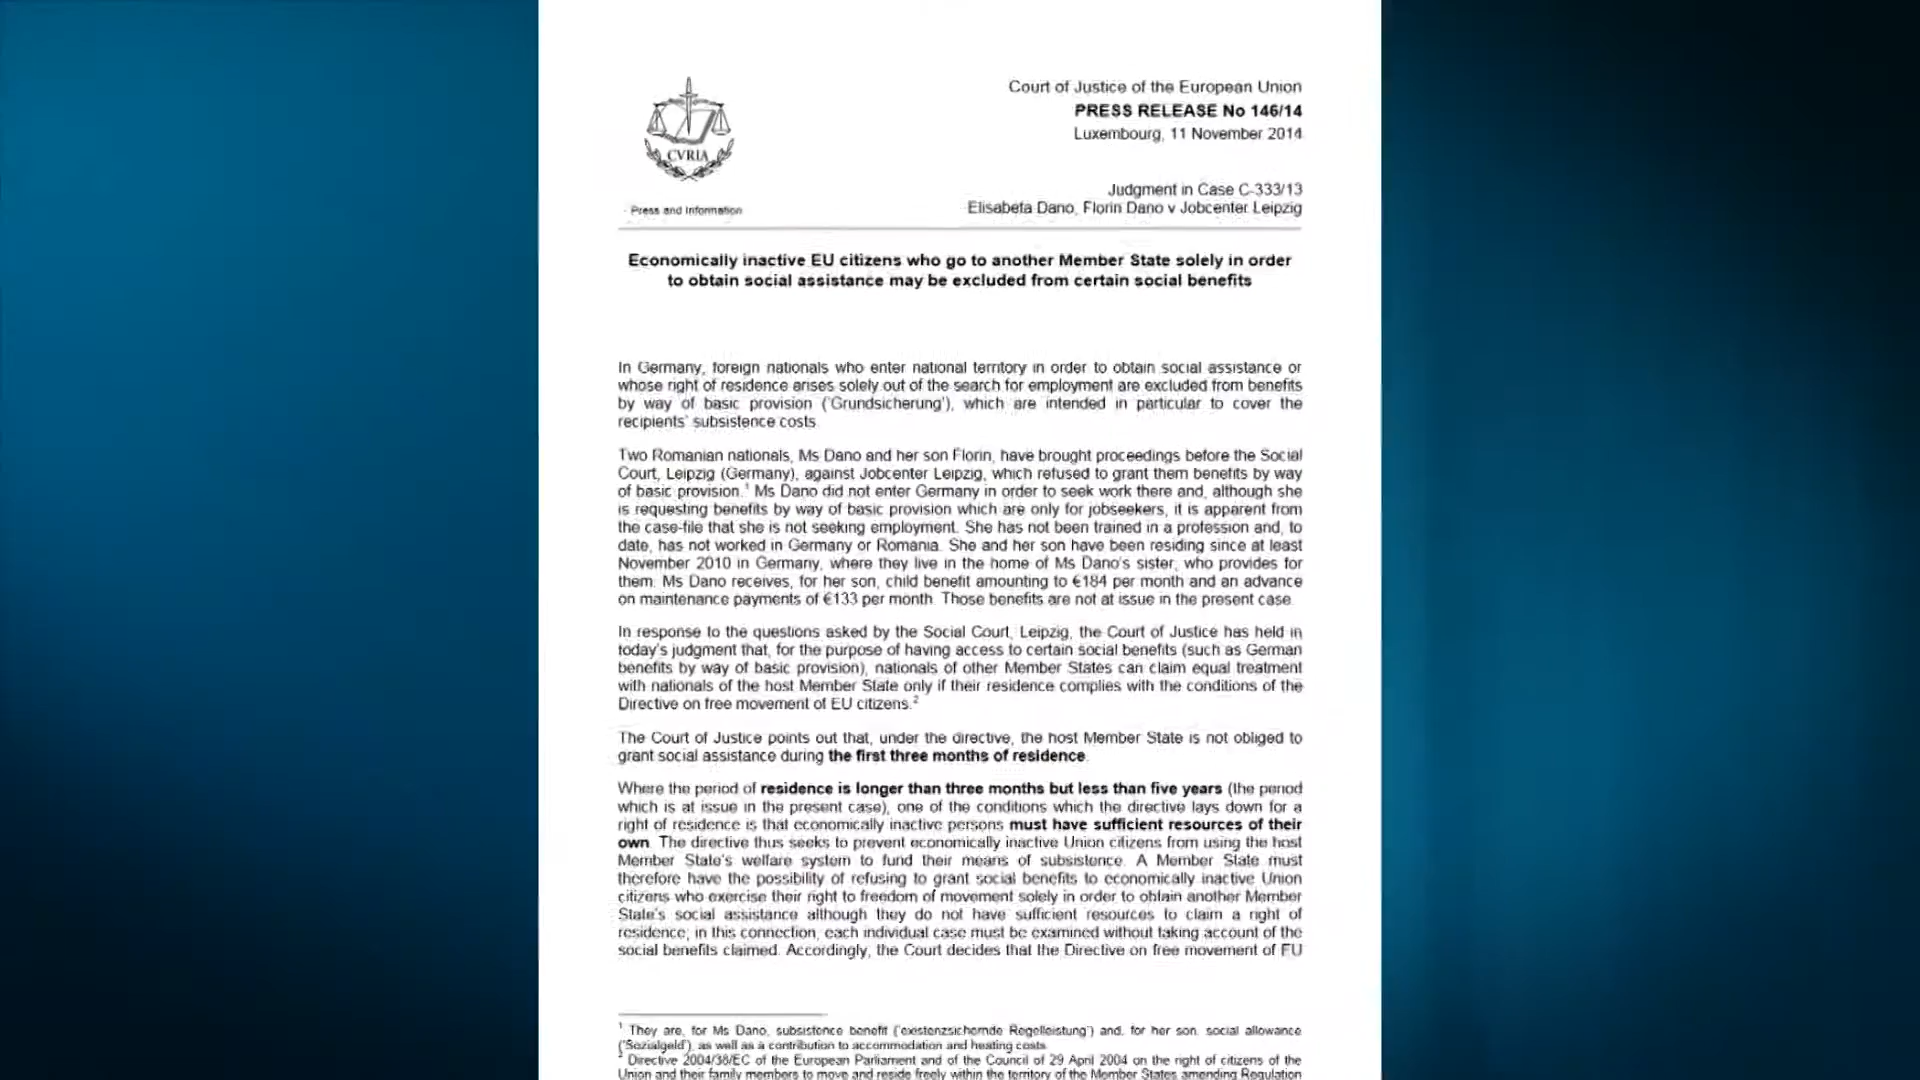 CVRIA
Press and Information
Court of Justice of the European Union
PRESS RELEASE No 146/14
Luxembourg, 11 November 2014
Judgment in Case C-333/13
Elisabeta Dano, Florin Dano v Jobcenter Leipzig
Economically inactive EU citizens who go to another Member State solely in order
to obtain social assistance may be excluded from certain social benefits
In Germany, foreign nationals who enter national territory in order to obtain social assistance or
whose right of residence arises solely out of the search for employment are excluded from benefits
by way of basic provision ('Grundsicherung'), which are intended in particular to cover the
recipients' subsistence costs.
Two Romanian nationals, Ms Dano and her son Florin, have brought proceedings before the Social
Court, Leipzig (Germany), against Jobcenter Leipzig, which refused to grant them benefits by way
of basic provision.¹ Ms Dano did not enter Germany in order to seek work there and, although she
is requesting benefits by way of basic provision which are only for jobseekers, it is apparent from
the case-file that she is not seeking employment. She has not been trained in a profession and, to
date, has not worked in Germany or Romania. She and her son have been residing since at least
November 2010 in Germany, where they live in the home of Ms Dano's sister, who provides for
them. Ms Dano receives, for her son, child benefit amounting to €184 per month and an advance
on maintenance payments of €133 per month. Those benefits are not at issue in the present case.
In response to the questions asked by the Social Court, Leipzig, the Court of Justice has held in
today's judgment that, for the purpose of having access to certain social benefits (such as German
benefits by way of basic provision), nationals of other Member States can claim equal treatment
with nationals of the host Member State only if their residence complies with the conditions of the
Directive on free movement of EU citizens.²
The Court of Justice points out that, under the directive, the host Member State is not obliged to
grant social assistance during the first three months of residence.
Where the period of residence is longer than three months but less than five years (the period
which is at issue in the present case), one of the conditions which the directive lays down for a
right of residence is that economically inactive persons must have sufficient resources of their
own. The directive thus seeks to prevent economically inactive Union citizens from using the host
Member State's welfare system to fund their means of subsistence. A Member State must
therefore have the possibility of refusing to grant social benefits to economically inactive Union
citizens who exercise their right to freedom of movement solely in order to obtain another Member
State's social assistance although they do not have sufficient resources to claim a right of
residence; in this connection, each individual case must be examined without taking account of the
social benefits claimed. Accordingly, the Court decides that the Directive on free movement of EU
¹ They are, for Ms Dano, subsistence benefit ('existenzsichernde Regelleistung') and, for her son, social allowance
('Sozialgeld'), as well as a contribution to accommodation and heating costs.
² Directive 2004/38/EC of the European Parliament and of the Council of 29 April 2004 on the right of citizens of the
Union and their family members to move and reside freely within the territory of the Member States amending Regulation